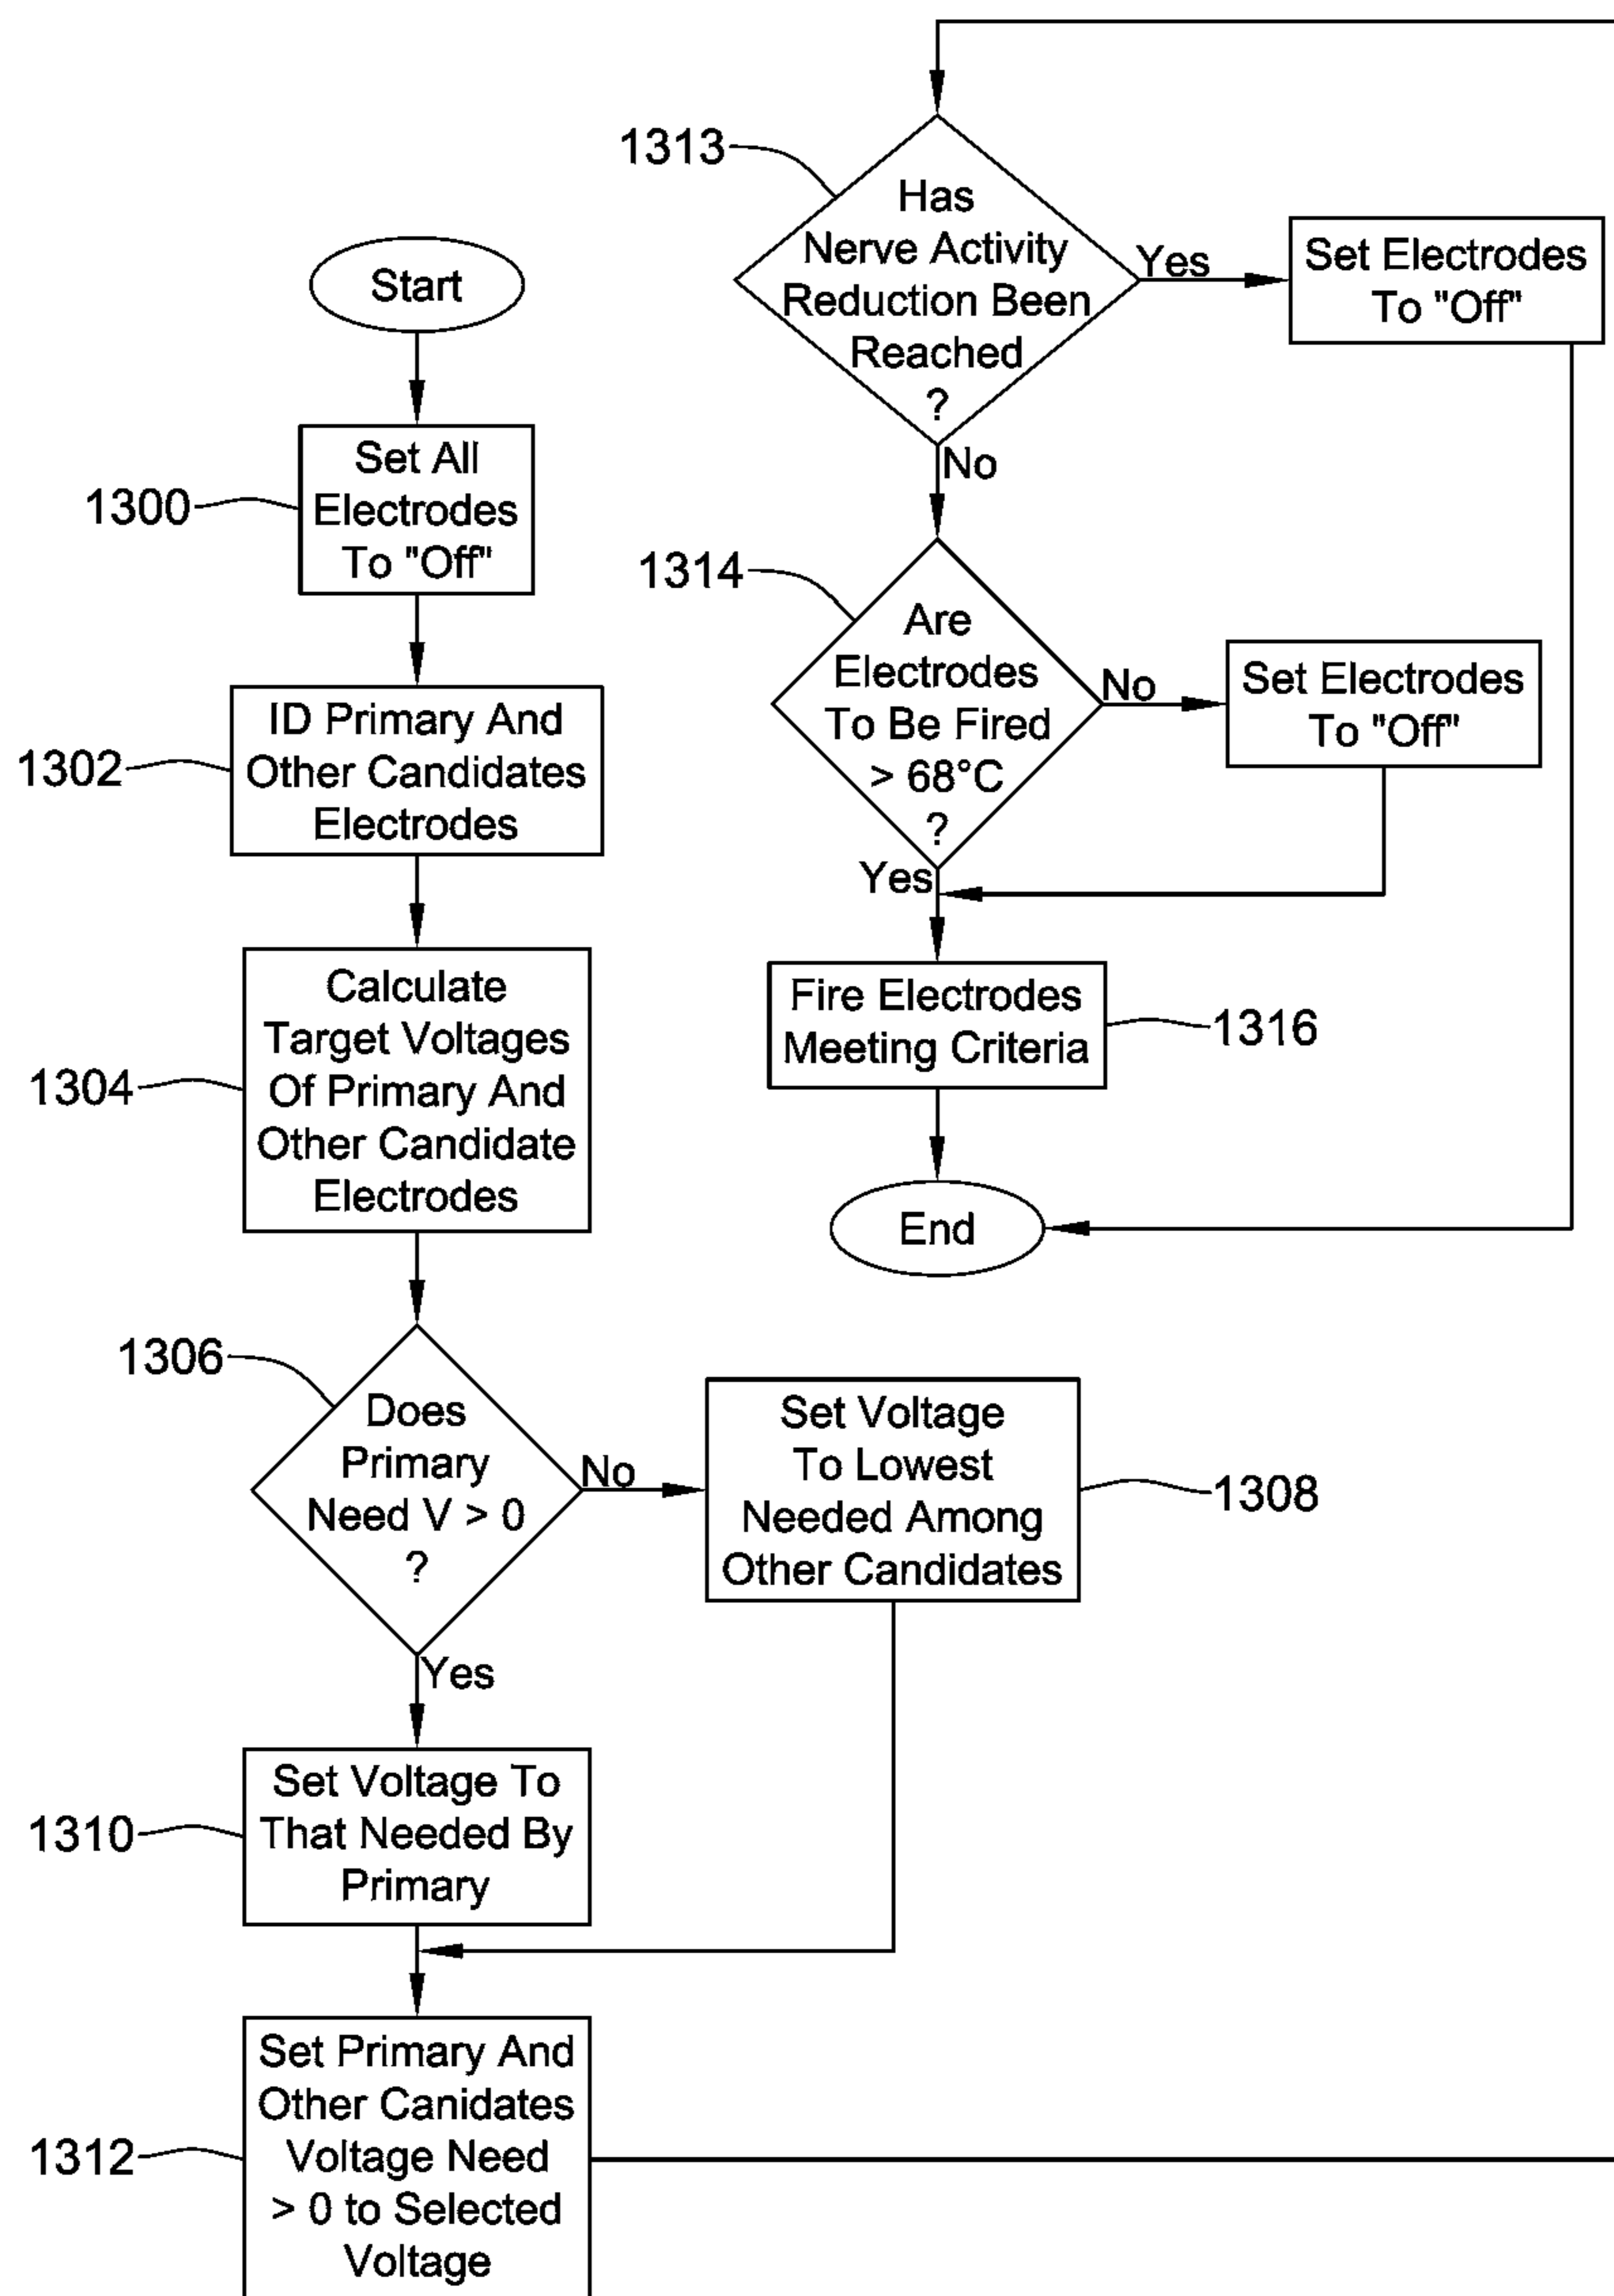 Start
1300
Set All
Electrodes
To "Off"
1302
ID Primary And
Other Candidates
Electrodes
1304
Calculate
Target Voltages
Of Primary And
Other Candidate
Electrodes
1306
Does
Primary
Need V > 0
?
No
Set Voltage
To Lowest
Needed Among
Other Candidates
1308
Yes
1310
Set Voltage To
That Needed By
Primary
1312
Set Primary And
Other Canidates
Voltage Need
> 0 to Selected
Voltage
1313
Has
Nerve Activity
Reduction Been
Reached
?
Yes
Set Electrodes
To "Off"
No
1314
Are
Electrodes
To Be Fired
> 68°C
?
No
Set Electrodes
To "Off"
Yes
Fire Electrodes
Meeting Criteria
1316
End